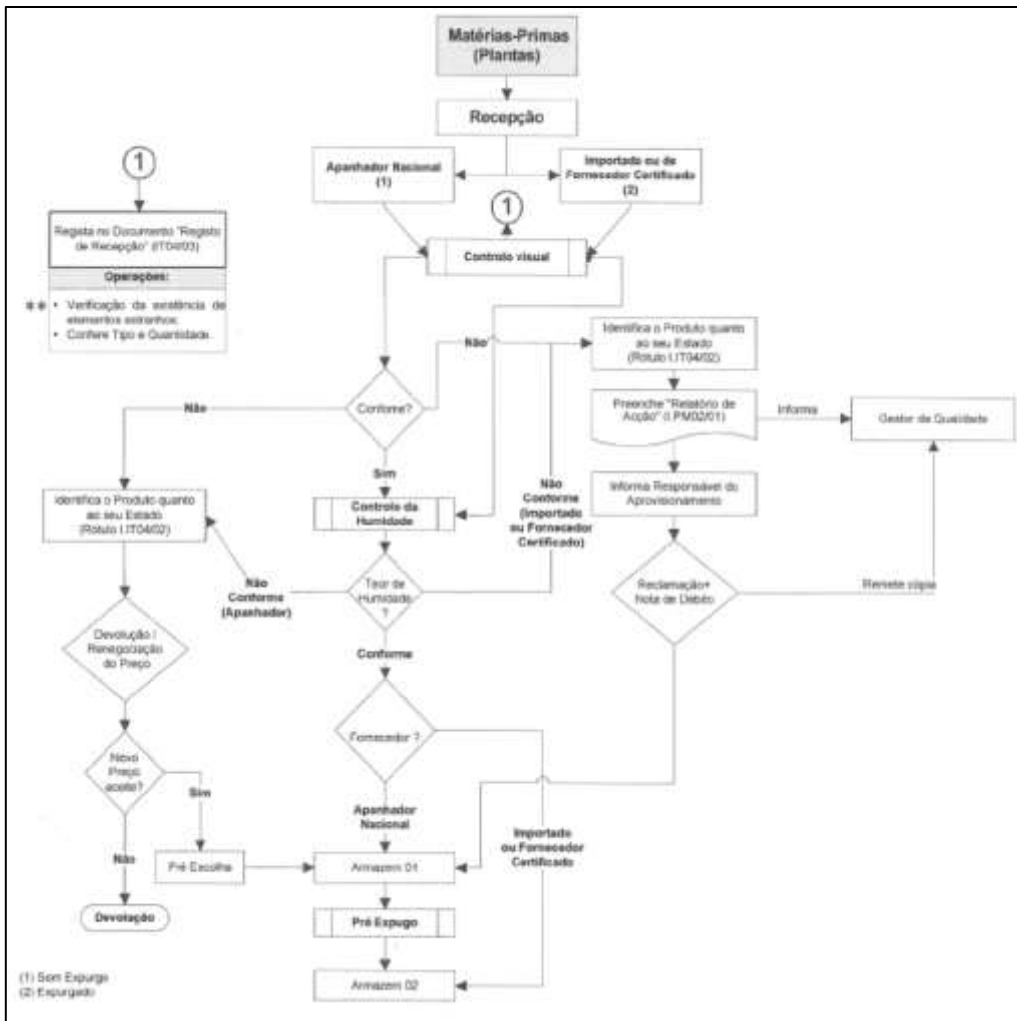 Matérias-Primas
(Plantas)
Recepção
Apanhador Nacional
(1)
Importado ou de
Fornecedor Certificado
(2)
1
1
Controlo visual
Regista no Documento "Registo
de Recepção" (IT04/03)
Operações:
** • Verificação da existência de
elementos estranhos.
• Confere Tipo e Quantidade.
Não
Identifica o Produto quanto
ao seu Estado
(Rótulo I.IT04/02)
Conforme?
Não
Preenche "Relatório de
Acção" (I.PM02/01)
Informa
Gestor da Qualidade
Sim
Identifica o Produto quanto
ao seu Estado
(Rótulo I.IT04/02)
Controlo da
Humidade
Não
Conforme
(Importado
ou Fornecedor
Certificado)
Informa Responsável do
Aprovisionamento
Não
Conforme
(Apanhador)
Teor de
Humidade
?
Reclamação+
Nota de Débito
Remete cópia
Devolução /
Renegociação
do Preço
Conforme
Fornecedor ?
Novo
Preço
aceite?
Sim
Apanhador
Nacional
Importado
ou Fornecedor
Certificado
Não
Pré Escolha
Armazem 01
Devolação
Pré Expugo
Armazem 02
(1) Sem Expurgo
(2) Expurgado